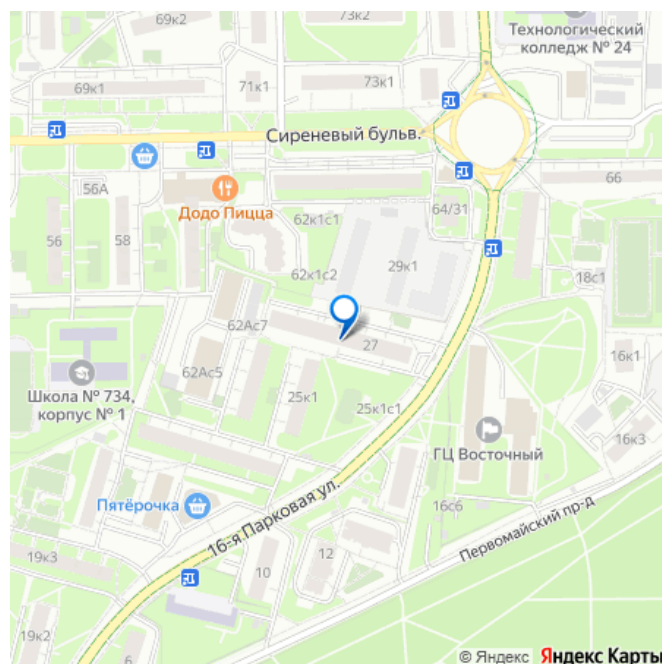 69к2
73к2
Технологический
колледж № 24
69к1
71к1
73к1
Сиреневый бульв.
56А
Додо Пицца
66
56
58
62к1с1
64/31
62к1с2
29к1
18с1
62Ас7
27
16к1
62Ас5
Школа № 734,
корпус № 1
25к1
25к1с1
16к3
ГЦ Восточный
Пятёрочка
16с6
16-я Парковая ул.
Первомайский пр-д
19к3
12
10
19к2
6
© Яндекс Яндекс Карты